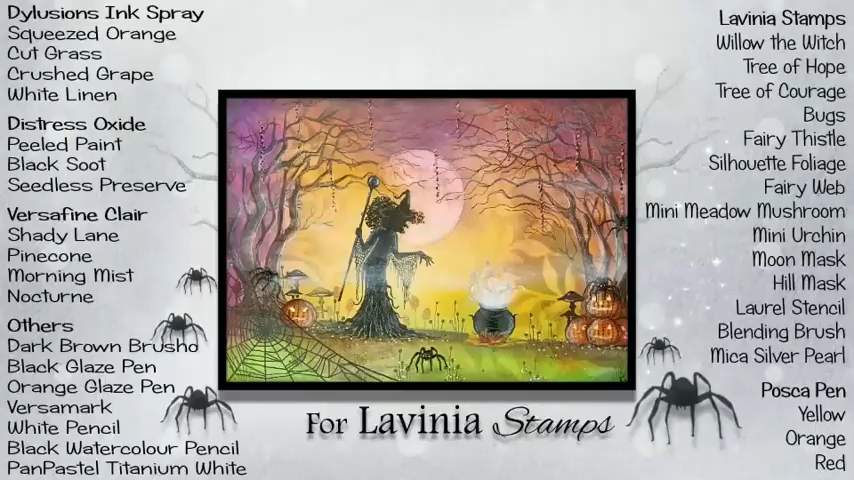 Dylusions Ink Spray
Squeezed Orange
Cut Grass
Crushed Grape
White Linen
Distress Oxide
Peeled Paint
Black Soot
Seedless Preserve
Versafine Clair
Shady Lane
Pinecone
Morning Mist
Nocturne
Others
Dark Brown Brusho
Black Glaze Pen
Orange Glaze Pen
Versamark
White Pencil
Black Watercolour Pencil
PanPastel Titanium White
For Lavinia Stamps
Lavinia Stamps
Willow the Witch
Tree of Hope
Tree of Courage
Bugs
Fairy Thistle
Silhouette Foliage
Fairy Web
Mini Meadow Mushroom
Mini Urchin
Moon Mask
Hill Mask
Laurel Stencil
Blending Brush
Mica Silver Pearl
Posca Pen
Yellow
Orange
Red